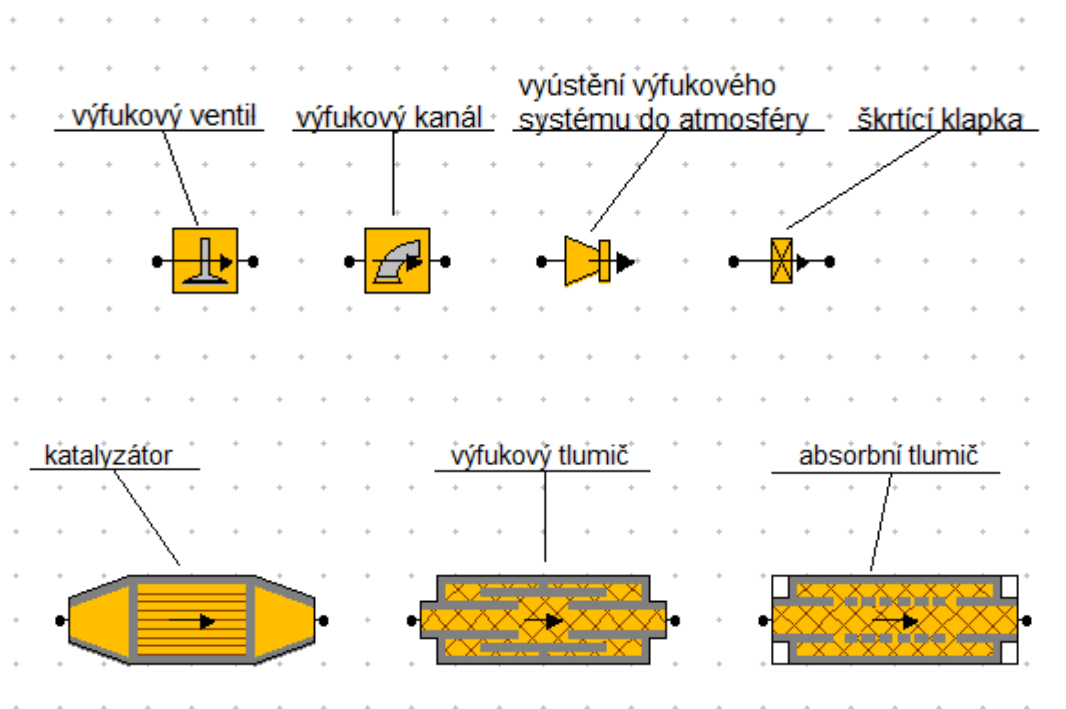 výfukový ventil
výfukový kanál
vyústění výfukového
systému do atmosféry
škrtící klapka
katalyzátor
výfukový tlumič
absorbní tlumič